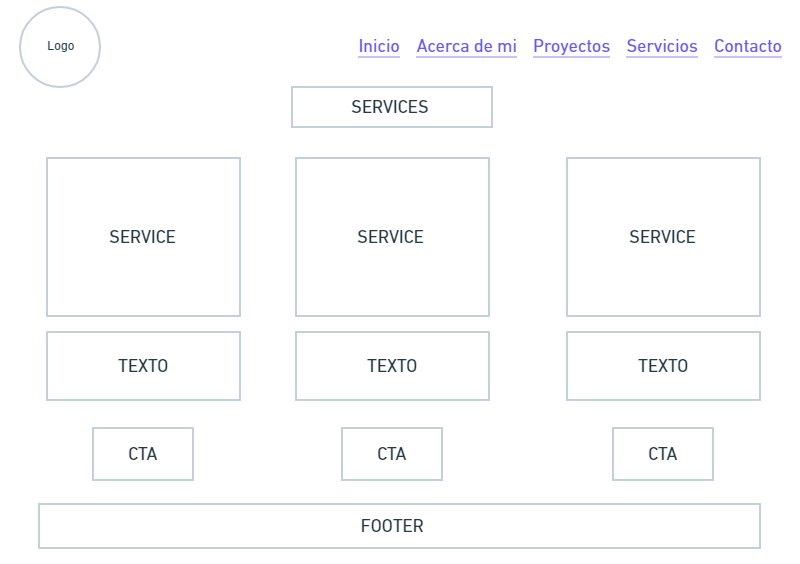 Logo
Inicio Acerca de mi Proyectos Servicios Contacto
SERVICES
SERVICE SERVICE SERVICE
TEXTO TEXTO TEXTO
CTA CTA CTA
FOOTER